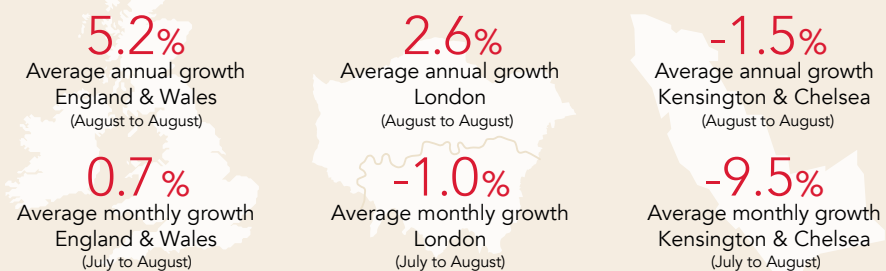 5.2%
Average annual growth
England & Wales
(August to August)
2.6%
Average annual growth
London
(August to August)
-1.5%
Average annual growth
Kensington & Chelsea
(August to August)
0.7 %
Average monthly growth
England & Wales
(July to August)
-1.0%
Average monthly growth
London
(July to August)
-9.5%
Average monthly growth
Kensington & Chelsea
(July to August)